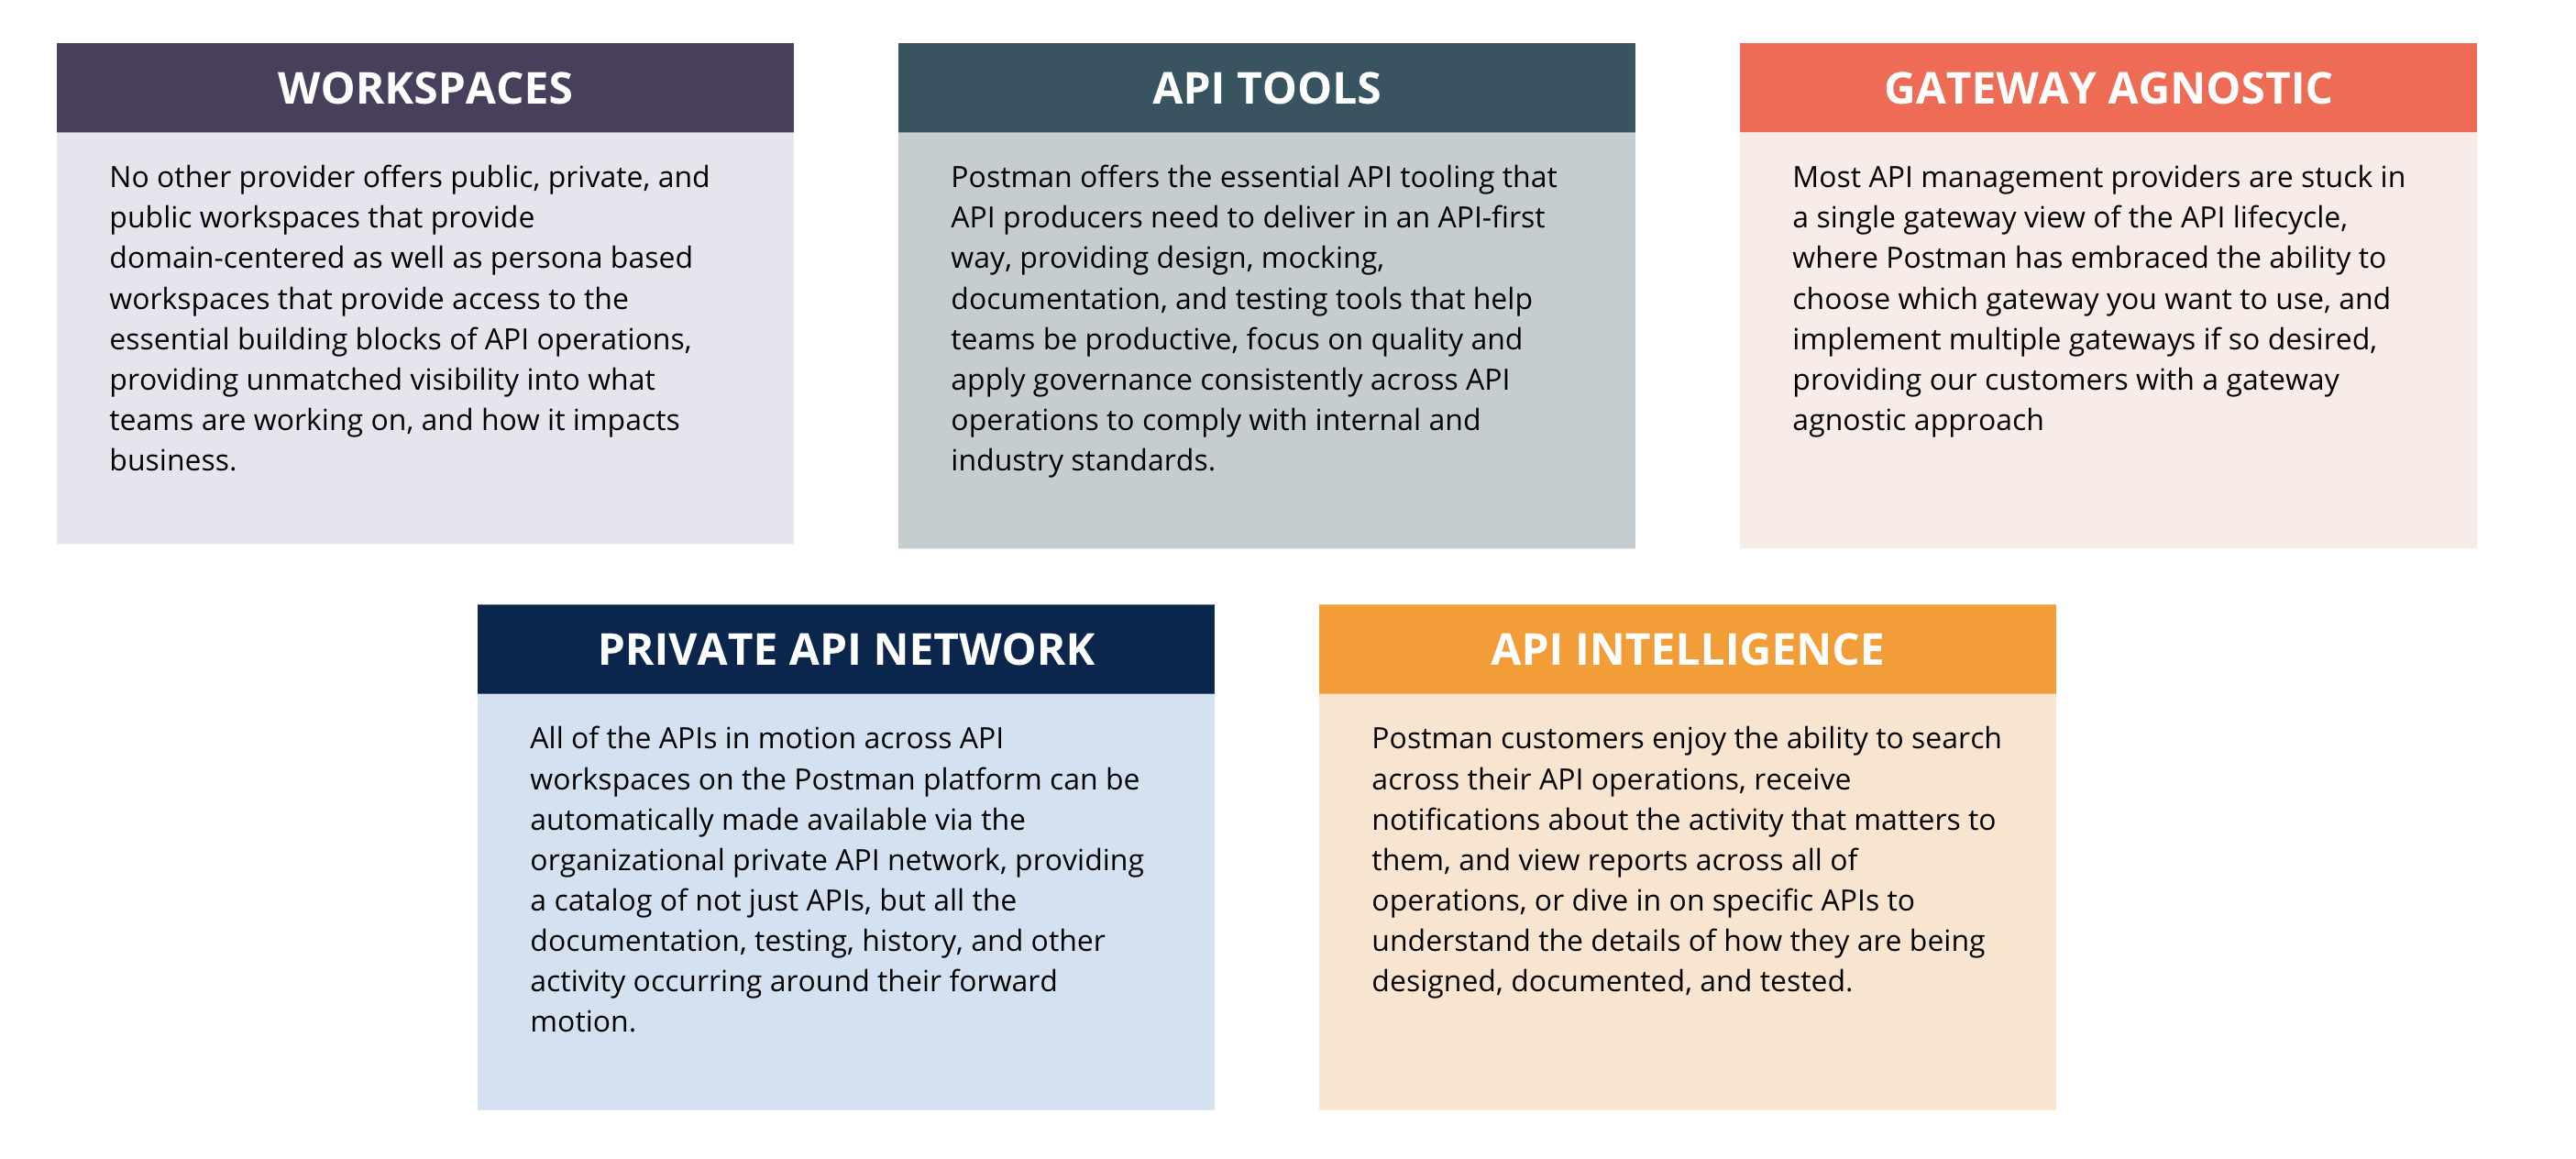 WORKSPACES
No other provider offers public, private, and
public workspaces that provide
domain-centered as well as persona based
workspaces that provide access to the
essential building blocks of API operations,
providing unmatched visibility into what
teams are working on, and how it impacts
business.
API TOOLS
Postman offers the essential API tooling that
API producers need to deliver in an API-first
way, providing design, mocking,
documentation, and testing tools that help
teams be productive, focus on quality and
apply governance consistently across API
operations to comply with internal and
industry standards.
GATEWAY AGNOSTIC
Most API management providers are stuck in
a single gateway view of the API lifecycle,
where Postman has embraced the ability to
choose which gateway you want to use, and
implement multiple gateways if so desired,
providing our customers with a gateway
agnostic approach
PRIVATE API NETWORK
All of the APIs in motion across API
workspaces on the Postman platform can be
automatically made available via the
organizational private API network, providing
a catalog of not just APIs, but all the
documentation, testing, history, and other
activity occurring around their forward
motion.
API INTELLIGENCE
Postman customers enjoy the ability to search
across their API operations, receive
notifications about the activity that matters to
them, and view reports across all of
operations, or dive in on specific APIs to
understand the details of how they are being
designed, documented, and tested.